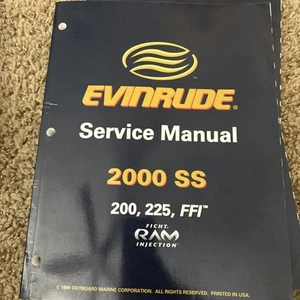 EVINRUDE®
Service Manual
2000 SS
200, 225, FFI™
FICHT
RAM
INJECTION®
© 1999 OUTBOARD MARINE CORPORATION. ALL RIGHTS RESERVED. PRINTED IN USA.